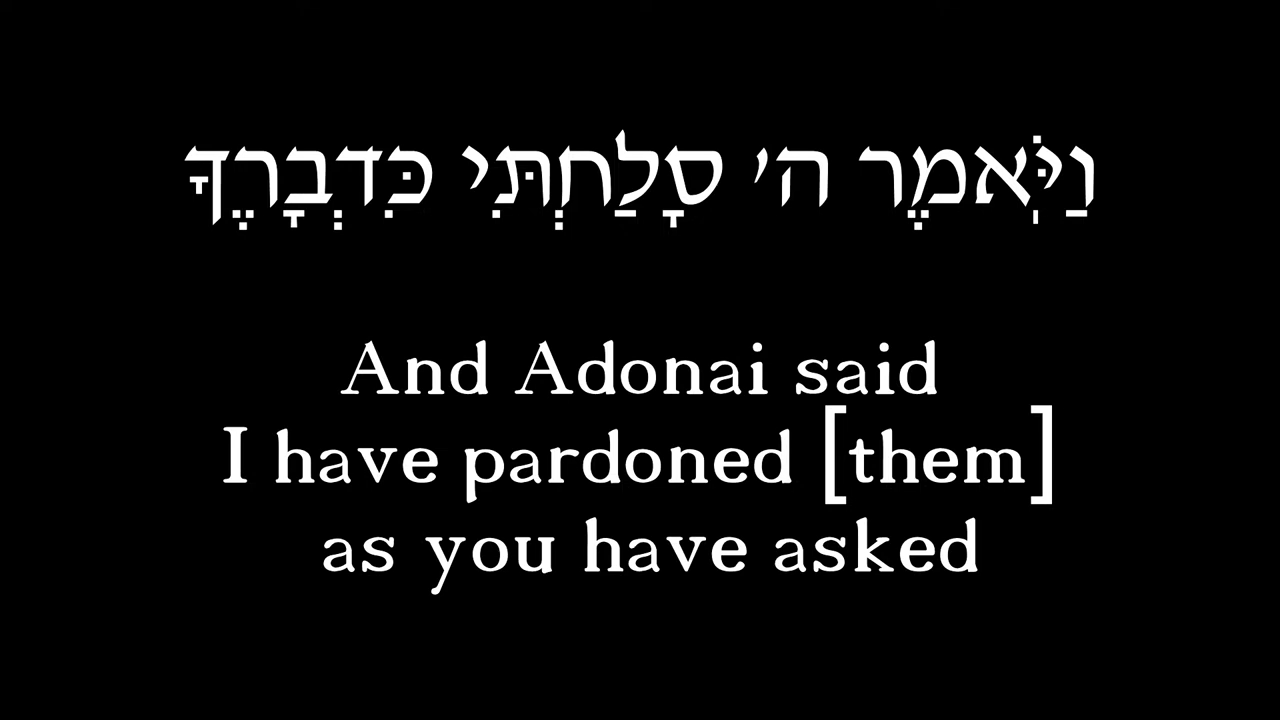 וַיֹּֽאמֶר ה׳ סָלַחְתִּי כִּדְבָרֶךָ
And Adonai said
I have pardoned [them]
as you have asked